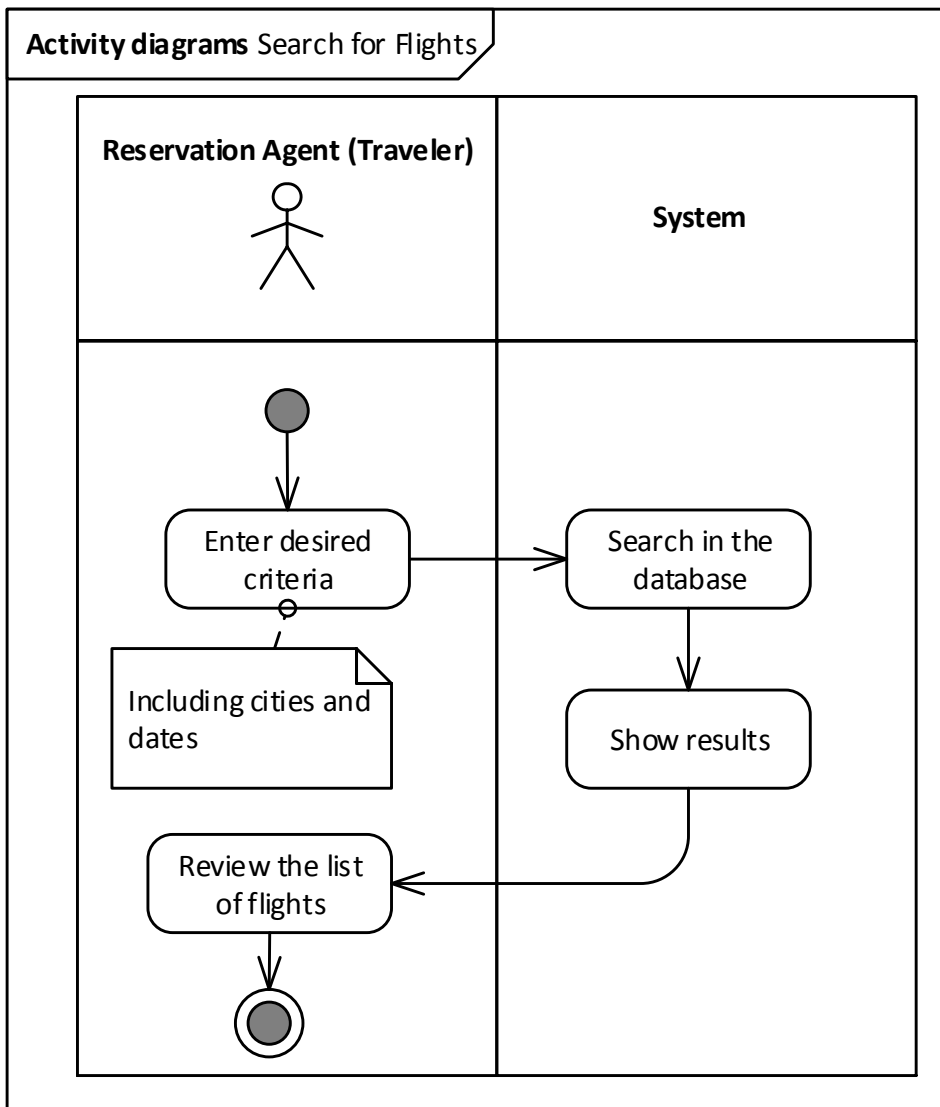 Activity diagrams Search for Flights
Reservation Agent (Traveler)
System
Enter desired
criteria
Search in the
database
Including cities and
dates
Show results
Review the list
of flights